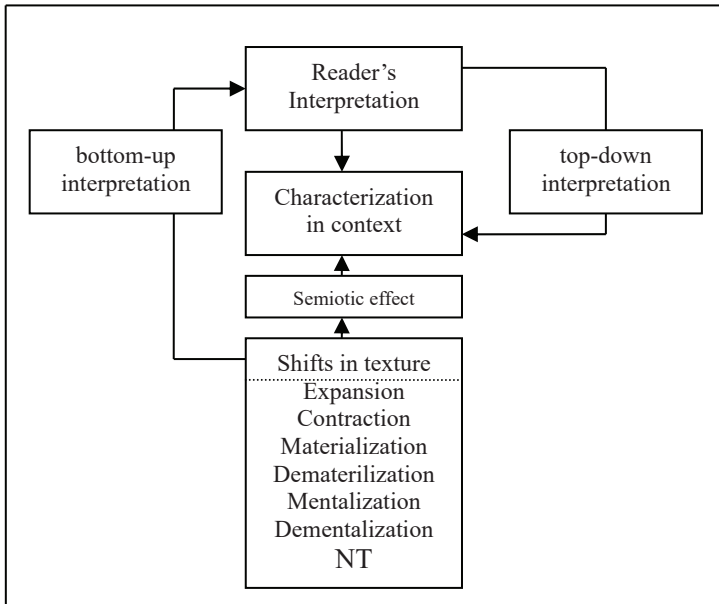 Reader's
Interpretation
bottom-up
interpretation
top-down
interpretation
Characterization
in context
Semiotic effect
Shifts in texture
Expansion
Contraction
Materialization
Dematerilization
Mentalization
Dementalization
NT